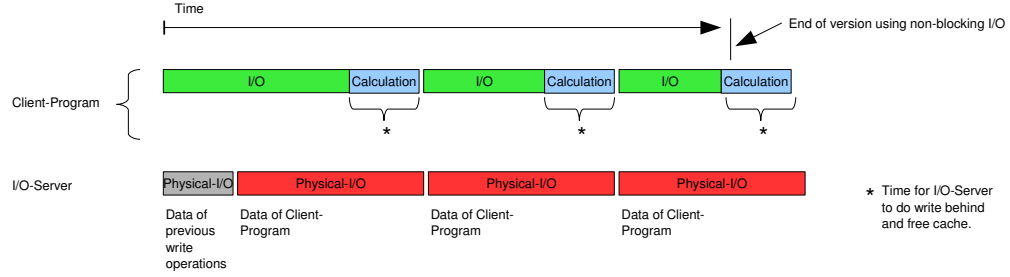 Time
End of version using non-blocking I/O
I/O Calculation I/O Calculation I/O Calculation
Client-Program
* * *
I/O-Server
Physical-I/O Physical-I/O Physical-I/O Physical-I/O
* Time for I/O-Server
to do write behind
and free cache.
Data of
previous
write
operations
Data of Client-
Program
Data of Client-
Program
Data of Client-
Program